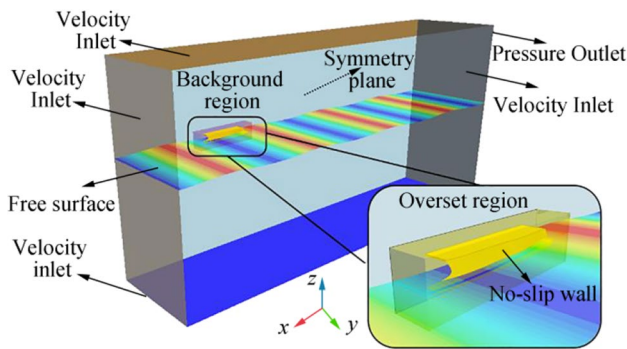 Velocity
Inlet
Velocity
Inlet
Background
region
Symmetry
plane
Pressure Outlet
Velocity Inlet
Free surface
Velocity
inlet
Overset region
No-slip wall
z
x
y